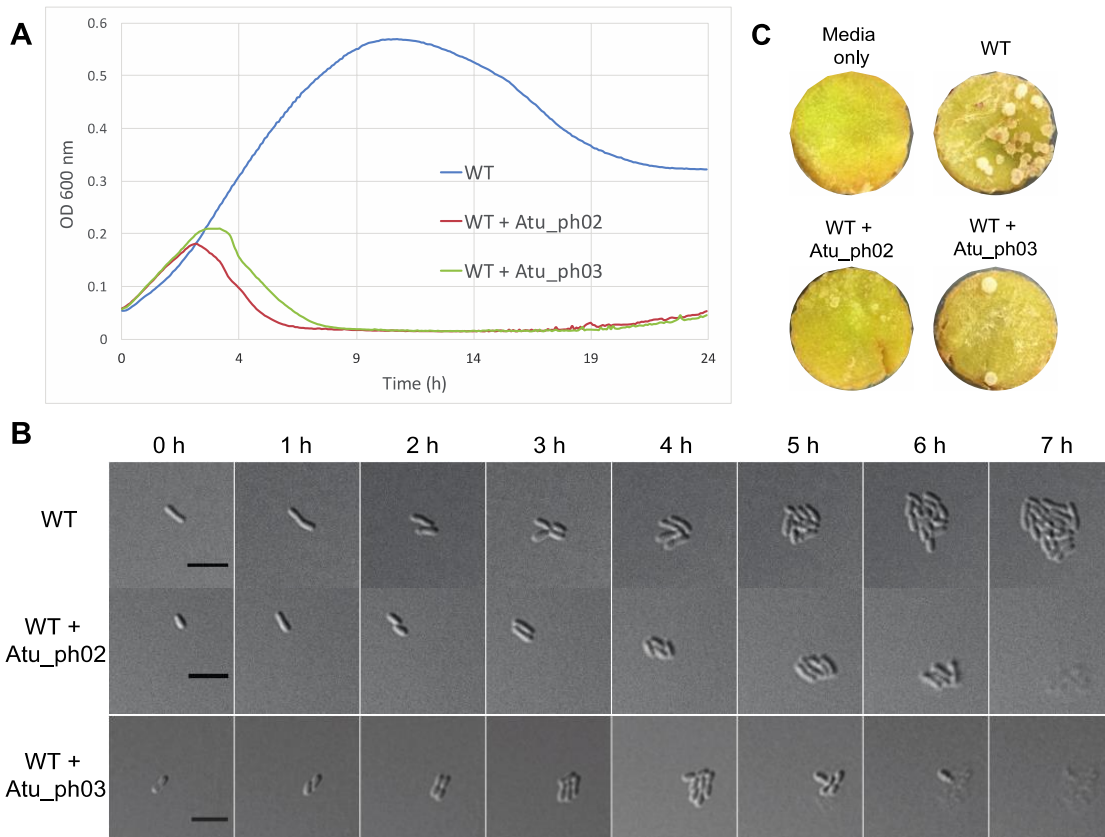 A
0.6
0.5
0.4
0.3
0.2
0.1
0
OD 600 nm
WT
WT + Atu_ph02
WT + Atu_ph03
0
4
9
14
19
24
Time (h)
C
Media
only
WT
WT +
Atu_ph02
WT +
Atu_ph03
B
0 h
1 h
2 h
3 h
4 h
5 h
6 h
7 h
WT
WT +
Atu_ph02
WT +
Atu_ph03